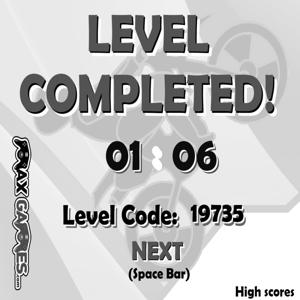 LEVEL
COMPLETED!
01 : 06
Level Code: 19735
NEXT
(Space Bar)
MAX GAMES.com
High scores